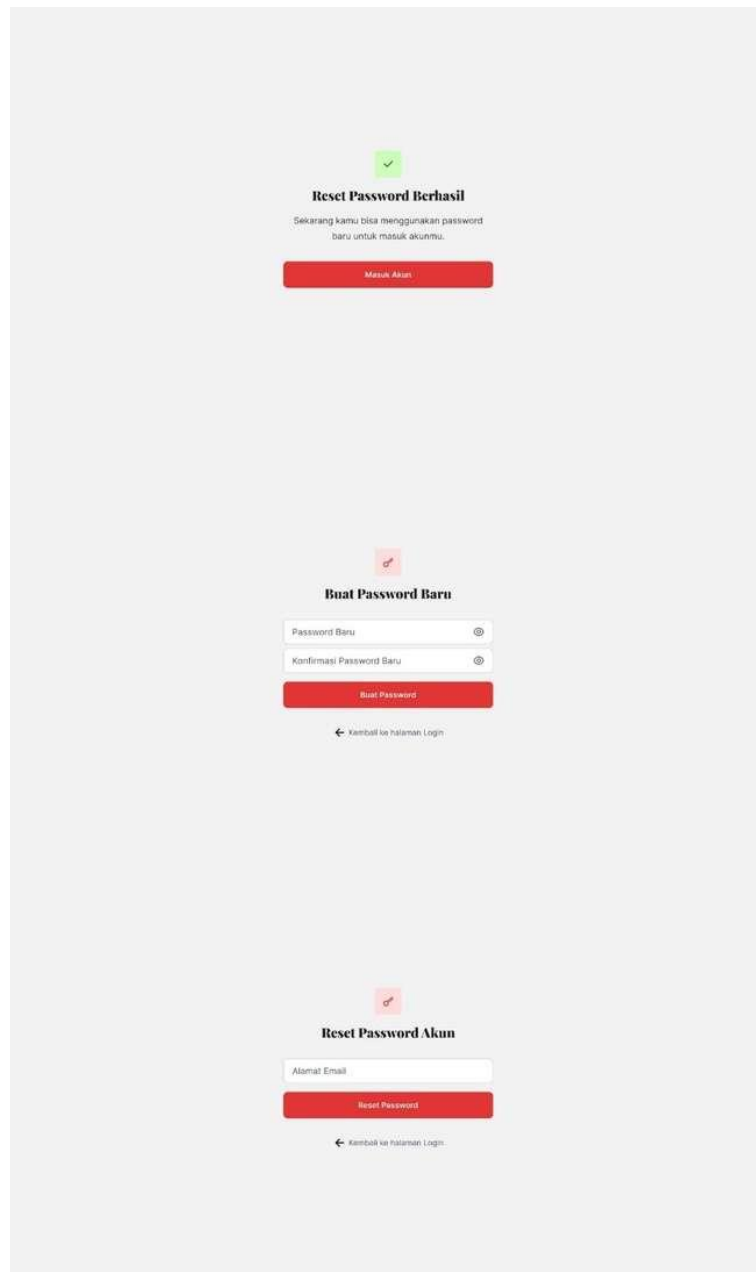 Reset Password Berhasil
Sekarang kamu bisa menggunakan password
baru untuk masuk akunmu.
Masuk Akun
Buat Password Baru
Password Baru
Konfirmasi Password Baru
Buat Password
Kembali ke halaman Login
Reset Password Akun
Alamat Email
Reset Password
Kembali ke halaman Login